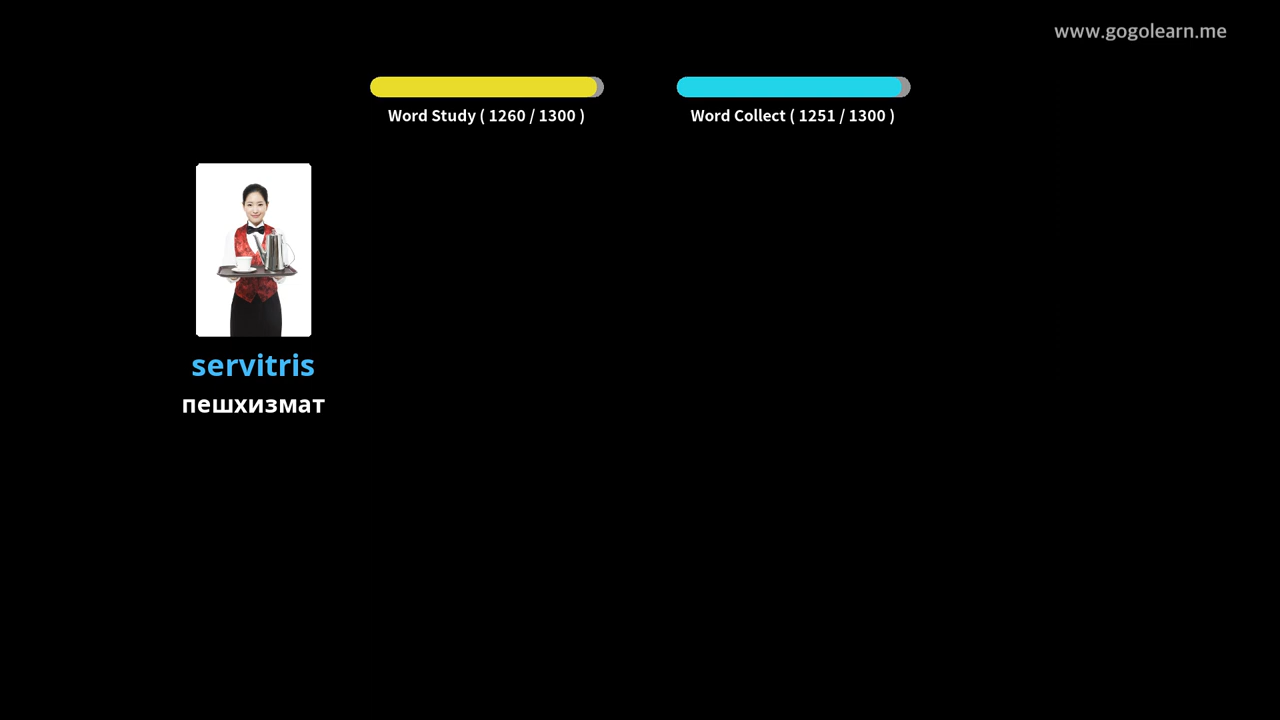 www.gogolearn.me
Word Study ( 1260 / 1300 )
Word Collect ( 1251 / 1300 )
servitris
пешхизмат